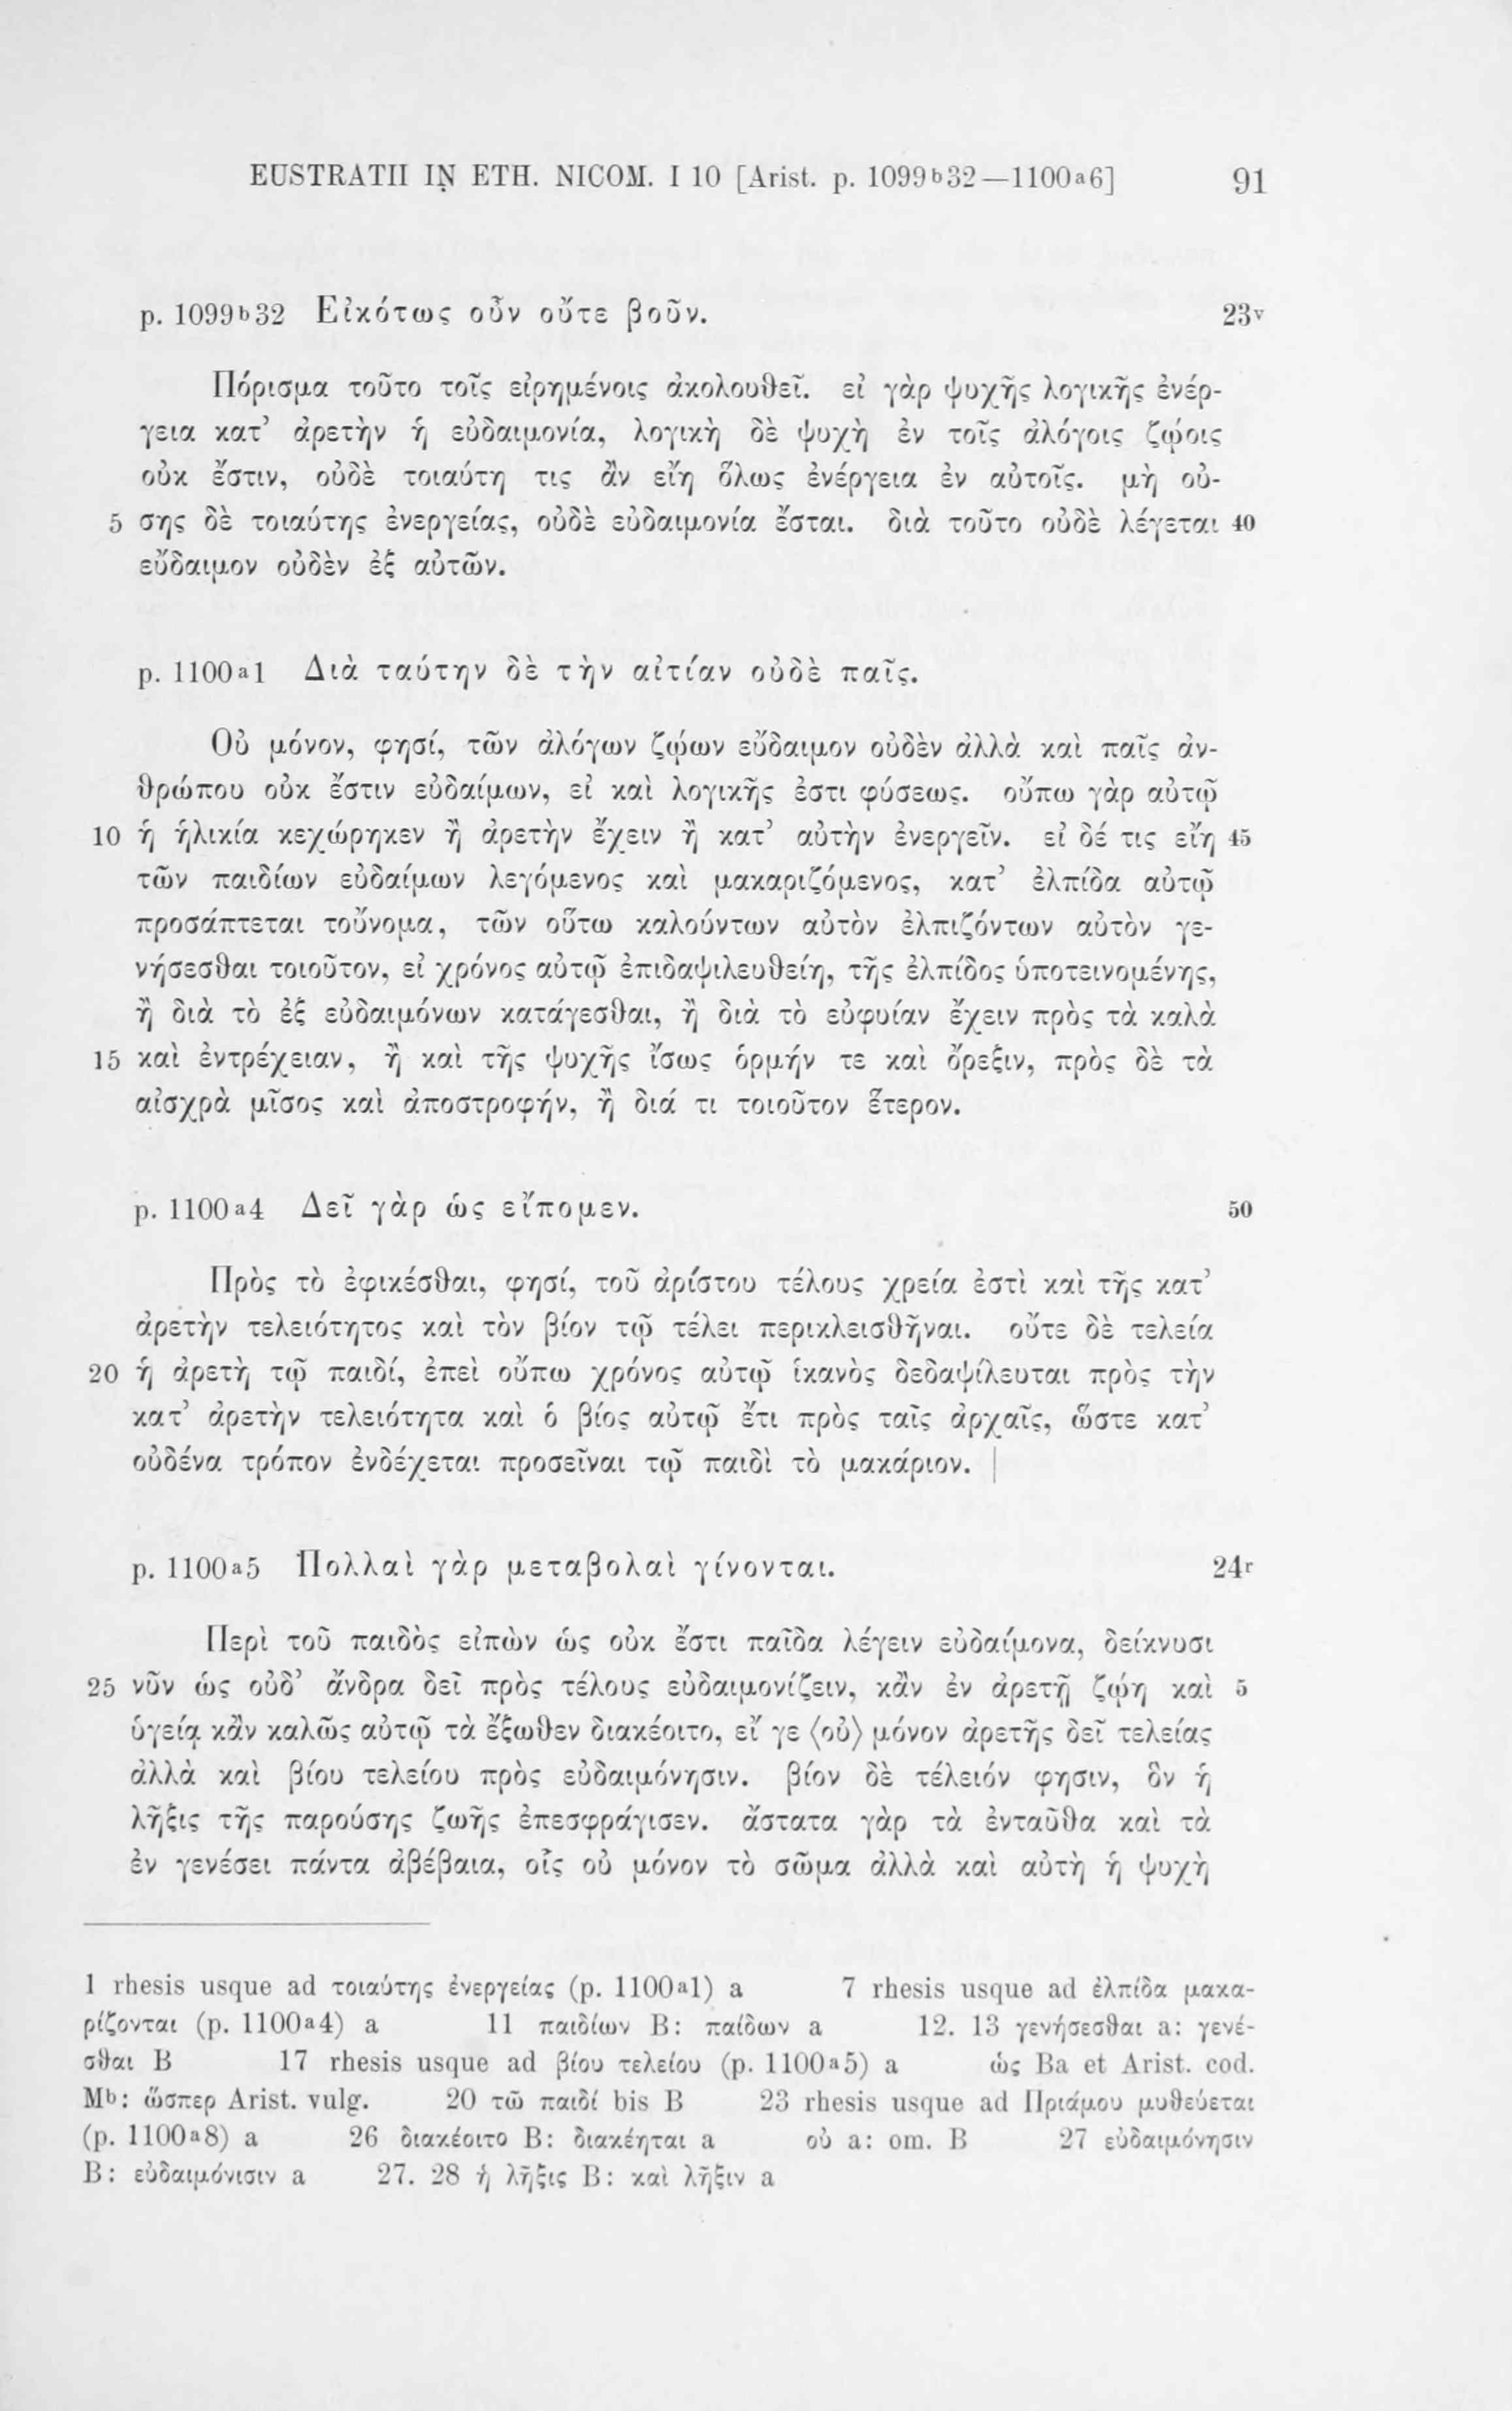 EUSTRATII IN ETH. NICOM. I 10 [Arist. p. 1099b32—1100a6] 91
p. 1099b32 Εἰκότως οὖν οὔτε βοῦν. 23v
Πόρισμα τοῦτο τοῖς εἰρημένοις ἀκολουθεῖ. εἰ γὰρ ψυχῆς λογικῆς ἐνέρ-
γεια κατ’ ἀρετὴν ἡ εὐδαιμονία, λογικὴ δὲ ψυχὴ ἐν τοῖς ἀλόγοις ζῴοις
οὐκ ἔστιν, οὐδὲ τοιαύτη τις ἂν εἴη ὅλως ἐνέργεια ἐν αὐτοῖς. μὴ οὔ-
5 σης δὲ τοιαύτης ἐνεργείας, οὐδὲ εὐδαιμονία ἔσται. διὰ τοῦτο οὐδὲ λέγεται 40
εὔδαιμον οὐδὲν ἐξ αὐτῶν.
p. 1100a1 Διὰ ταύτην δὲ τὴν αἰτίαν οὐδὲ παῖς.
Οὐ μόνον, φησί, τῶν ἀλόγων ζῴων εὔδαιμον οὐδὲν ἀλλὰ καὶ παῖς ἀν-
θρώπου οὐκ ἔστιν εὐδαίμων, εἰ καὶ λογικῆς ἐστι φύσεως. οὔπω γὰρ αὐτῷ
10 ἡ ἡλικία κεχώρηκεν ἢ ἀρετὴν ἔχειν ἢ κατ’ αὐτὴν ἐνεργεῖν. εἰ δέ τις εἴη 45
τῶν παιδίων εὐδαίμων λεγόμενος καὶ μακαριζόμενος, κατ’ ἐλπίδα αὐτῷ
προσάπτεται τοὔνομα, τῶν οὕτω καλούντων αὐτὸν ἐλπιζόντων αὐτὸν γε-
νήσεσθαι τοιοῦτον, εἰ χρόνος αὐτῷ ἐπιδαψιλευθείη, τῆς ἐλπίδος ὑποτεινομένης,
ἢ διὰ τὸ ἐξ εὐδαιμόνων κατάγεσθαι, ἢ διὰ τὸ εὐφυίαν ἔχειν πρὸς τὰ καλὰ
15 καὶ ἐντρέχειαν, ἢ καὶ τῆς ψυχῆς ἴσως ὁρμήν τε καὶ ὄρεξιν, πρὸς δὲ τὰ
αἰσχρὰ μῖσος καὶ ἀποστροφήν, ἢ διά τι τοιοῦτον ἕτερον.
p. 1100a4 Δεῖ γὰρ ὡς εἴπομεν. 50
Πρὸς τὸ ἐφικέσθαι, φησί, τοῦ ἀρίστου τέλους χρεία ἐστὶ καὶ τῆς κατ’
ἀρετὴν τελειότητος καὶ τὸν βίον τῷ τέλει περικλεισθῆναι. οὔτε δὲ τελεία
20 ἡ ἀρετὴ τῷ παιδί, ἐπεὶ οὔπω χρόνος αὐτῷ ἱκανὸς δεδαψίλευται πρὸς τὴν
κατ’ ἀρετὴν τελειότητα καὶ ὁ βίος αὐτῷ ἔτι πρὸς ταῖς ἀρχαῖς, ὥστε κατ’
οὐδένα τρόπον ἐνδέχεται προσεῖναι τῷ παιδὶ τὸ μακάριον. |
p. 1100a5 Πολλαὶ γὰρ μεταβολαὶ γίνονται. 24r
Περὶ τοῦ παιδὸς εἰπὼν ὡς οὐκ ἔστι παῖδα λέγειν εὐδαίμονα, δείκνυσι
25 νῦν ὡς οὐδ’ ἄνδρα δεῖ πρὸς τέλους εὐδαιμονίζειν, κἂν ἐν ἀρετῇ ζῴη καὶ 5
ὑγείᾳ κἂν καλῶς αὐτῷ τὰ ἔξωθεν διακέοιτο, εἴ γε ⟨οὐ⟩ μόνον ἀρετῆς δεῖ τελείας
ἀλλὰ καὶ βίου τελείου πρὸς εὐδαιμόνησιν. βίον δὲ τέλειόν φησιν, ὃν ἡ
λῆξις τῆς παρούσης ζωῆς ἐπεσφράγισεν. ἄστατα γὰρ τὰ ἐνταῦθα καὶ τὰ
ἐν γενέσει πάντα ἀβέβαια, οἷς οὐ μόνον τὸ σῶμα ἀλλὰ καὶ αὐτὴ ἡ ψυχὴ
1 rhesis usque ad τοιαύτης ἐνεργείας (p. 1100a1) a 7 rhesis usque ad ἐλπίδα μακα-
ρίζονται (p. 1100a4) a 11 παιδίων B: παίδων a 12. 13 γενήσεσθαι a: γενέ-
σθαι B 17 rhesis usque ad βίου τελείου (p. 1100a5) a ὡς Ba et Arist. cod.
Mb: ὥσπερ Arist. vulg. 20 τῶ παιδί bis B 23 rhesis usque ad Πριάμου μυθεύεται
(p. 1100a8) a 26 διακέοιτο B: διακέηται a οὐ a: om. B 27 εὐδαιμόνησιν
B: εὐδαιμόνισιν a 27. 28 ἡ λῆξις B: καὶ λῆξιν a